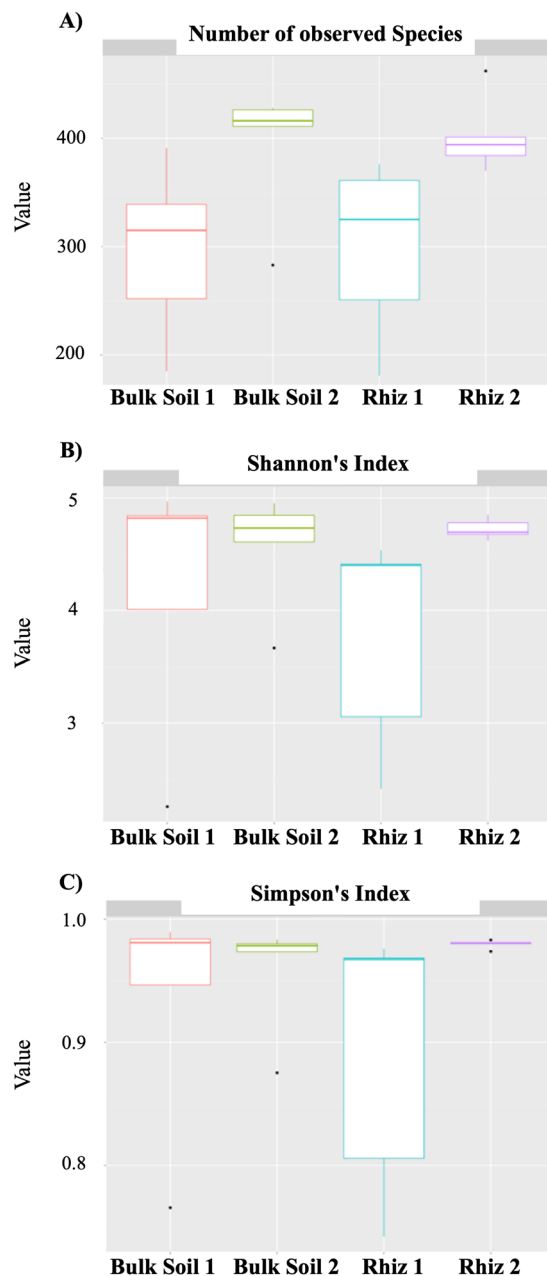 A)
Number of observed Species
Value
400
300
200
Bulk Soil 1 Bulk Soil 2 Rhiz 1 Rhiz 2
B)
Shannon's Index
Value
5
4
3
Bulk Soil 1 Bulk Soil 2 Rhiz 1 Rhiz 2
C)
Simpson's Index
Value
1.0
0.9
0.8
Bulk Soil 1 Bulk Soil 2 Rhiz 1 Rhiz 2